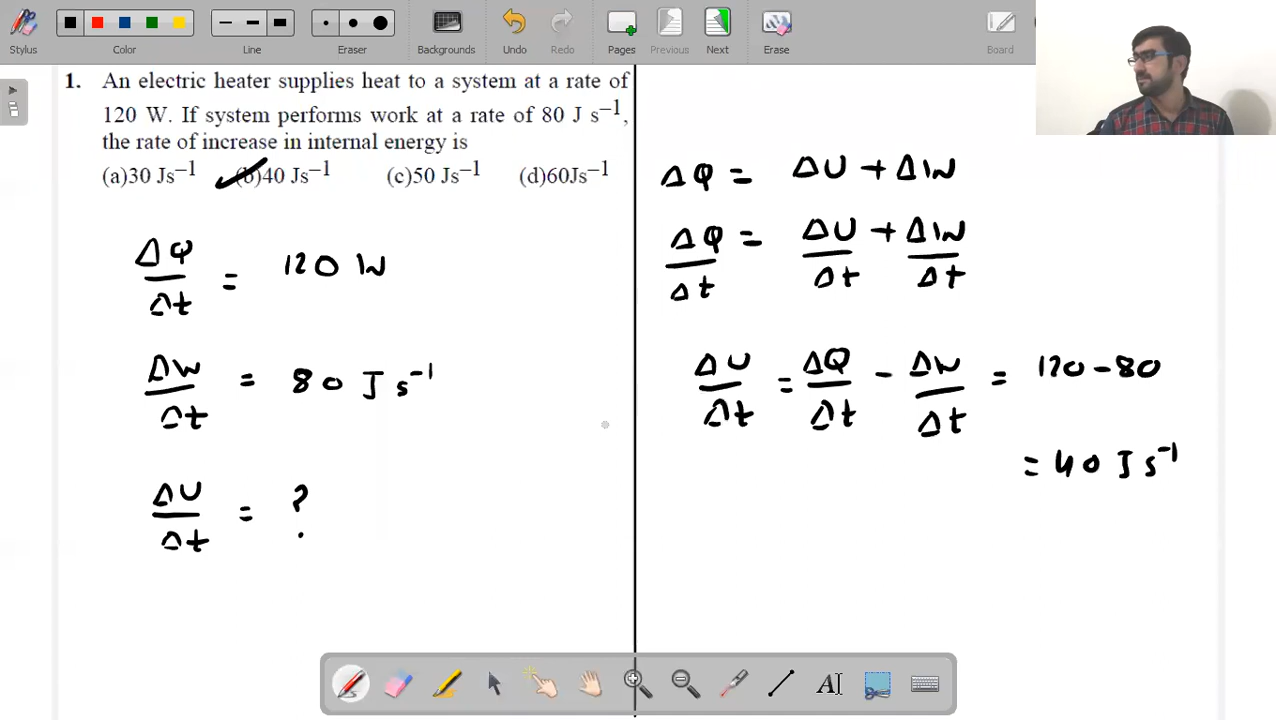 Stylus Color Line Eraser Backgrounds Undo Redo Pages Previous Next Erase Board
1. An electric heater supplies heat to a system at a rate of
120 W. If system performs work at a rate of 80 J s⁻¹,
the rate of increase in internal energy is
(a)30 Js⁻¹ (b)40 Js⁻¹ (c)50 Js⁻¹ (d)60Js⁻¹
ΔQ/Δt = 120 W
ΔW/Δt = 80 J s⁻¹
ΔU/Δt = ?
ΔQ = ΔU + ΔW
ΔQ/Δt = ΔU/Δt + ΔW/Δt
ΔU/Δt = ΔQ/Δt - ΔW/Δt = 120 - 80
= 40 J s⁻¹